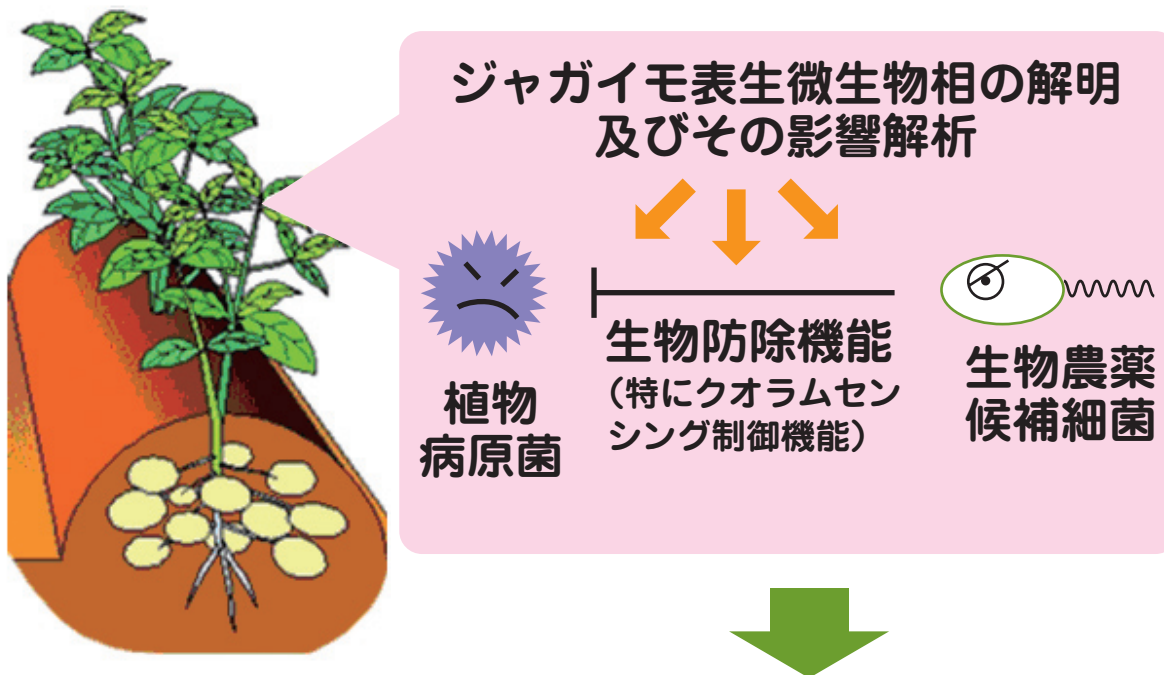 ジャガイモ表生微生物相の解明
及びその影響解析
植物
病原菌
生物防除機能
（特にクオラムセン
シング制御機能）
生物農薬
候補細菌